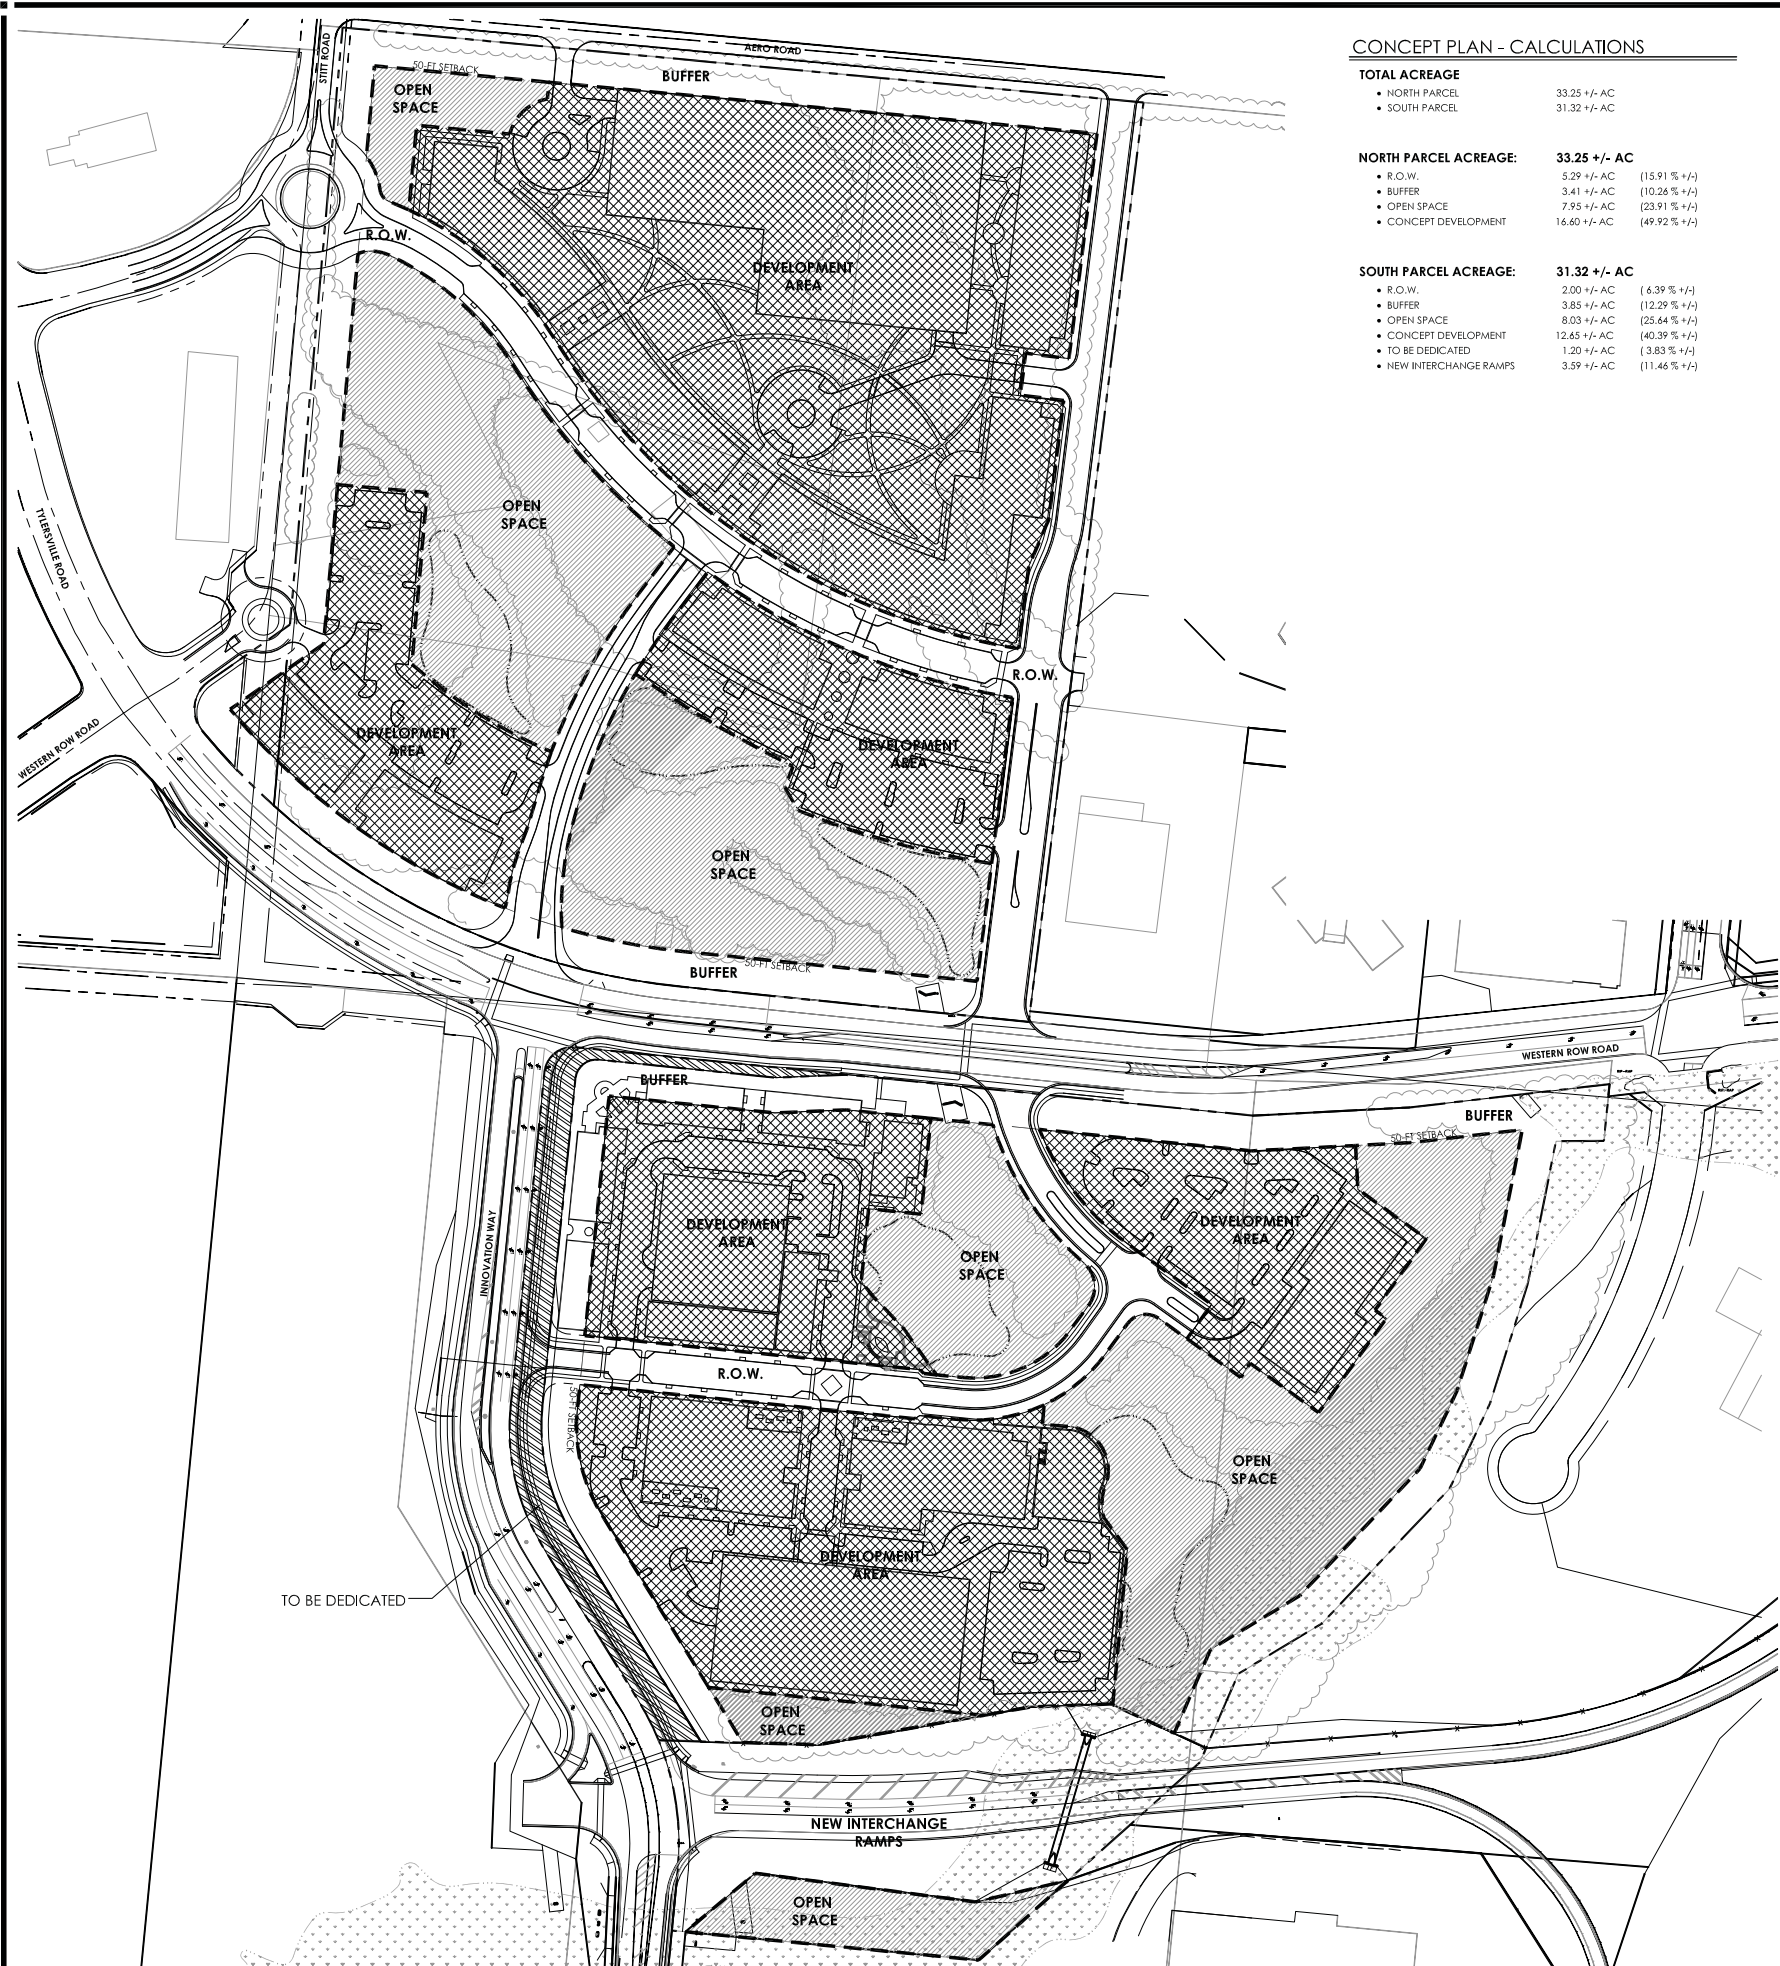 CONCEPT PLAN - CALCULATIONS
TOTAL ACREAGE
• NORTH PARCEL 33.25 +/- AC
• SOUTH PARCEL 31.32 +/- AC
NORTH PARCEL ACREAGE: 33.25 +/- AC
• R.O.W. 5.29 +/- AC (15.91 % +/-)
• BUFFER 3.41 +/- AC (10.26 % +/-)
• OPEN SPACE 7.95 +/- AC (23.91 % +/-)
• CONCEPT DEVELOPMENT 16.60 +/- AC (49.92 % +/-)
SOUTH PARCEL ACREAGE: 31.32 +/- AC
• R.O.W. 2.00 +/- AC ( 6.39 % +/-)
• BUFFER 3.85 +/- AC (12.29 % +/-)
• OPEN SPACE 8.03 +/- AC (25.64 % +/-)
• CONCEPT DEVELOPMENT 12.65 +/- AC (40.39 % +/-)
• TO BE DEDICATED 1.20 +/- AC ( 3.83 % +/-)
• NEW INTERCHANGE RAMPS 3.59 +/- AC (11.46 % +/-)
STITT ROAD
AERO ROAD
50-FT SETBACK
BUFFER
OPEN
SPACE
R.O.W.
DEVELOPMENT
AREA
OPEN
SPACE
TYLERSVILLE ROAD
R.O.W.
WESTERN ROW ROAD
DEVELOPMENT
AREA
DEVELOPMENT
AREA
OPEN
SPACE
BUFFER
50-FT SETBACK
WESTERN ROW ROAD
BUFFER
BUFFER
50-FT SETBACK
INNOVATION WAY
DEVELOPMENT
AREA
DEVELOPMENT
AREA
OPEN
SPACE
R.O.W.
50-FT SETBACK
OPEN
SPACE
DEVELOPMENT
AREA
TO BE DEDICATED
OPEN
SPACE
NEW INTERCHANGE
RAMPS
OPEN
SPACE